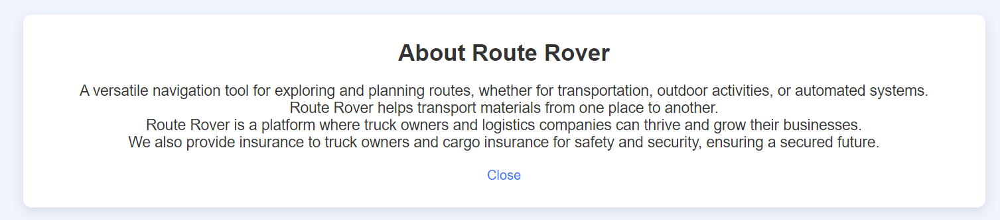 About Route Rover
A versatile navigation tool for exploring and planning routes, whether for transportation, outdoor activities, or automated systems.
Route Rover helps transport materials from one place to another.
Route Rover is a platform where truck owners and logistics companies can thrive and grow their businesses.
We also provide insurance to truck owners and cargo insurance for safety and security, ensuring a secured future.
Close